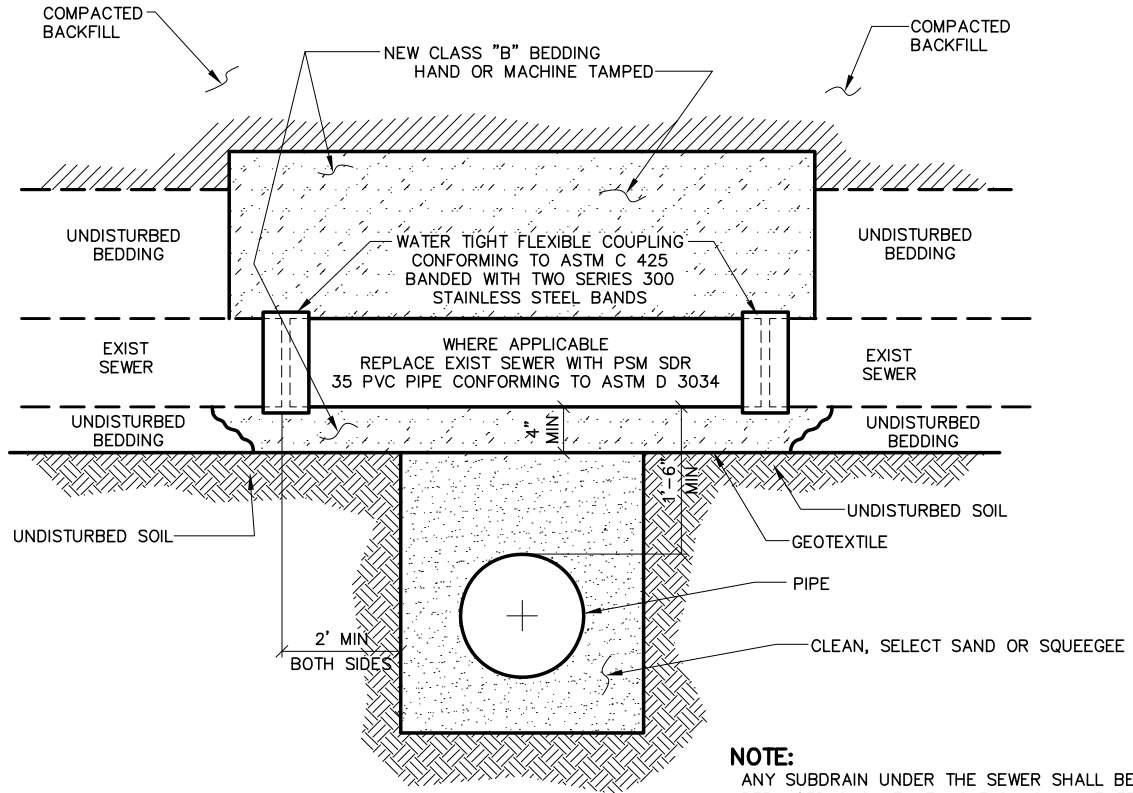 COMPACTED
BACKFILL
COMPACTED
BACKFILL
NEW CLASS "B" BEDDING
HAND OR MACHINE TAMPED
UNDISTURBED
BEDDING
UNDISTURBED
BEDDING
WATER TIGHT FLEXIBLE COUPLING
CONFORMING TO ASTM C 425
BANDED WITH TWO SERIES 300
STAINLESS STEEL BANDS
EXIST
SEWER
WHERE APPLICABLE
REPLACE EXIST SEWER WITH PSM SDR
35 PVC PIPE CONFORMING TO ASTM D 3034
EXIST
SEWER
UNDISTURBED
BEDDING
4"
MIN
UNDISTURBED
BEDDING
1'-6"
MIN
UNDISTURBED SOIL
UNDISTURBED SOIL
GEOTEXTILE
PIPE
2' MIN
BOTH SIDES
CLEAN, SELECT SAND OR SQUEEGEE
NOTE:
ANY SUBDRAIN UNDER THE SEWER SHALL BE